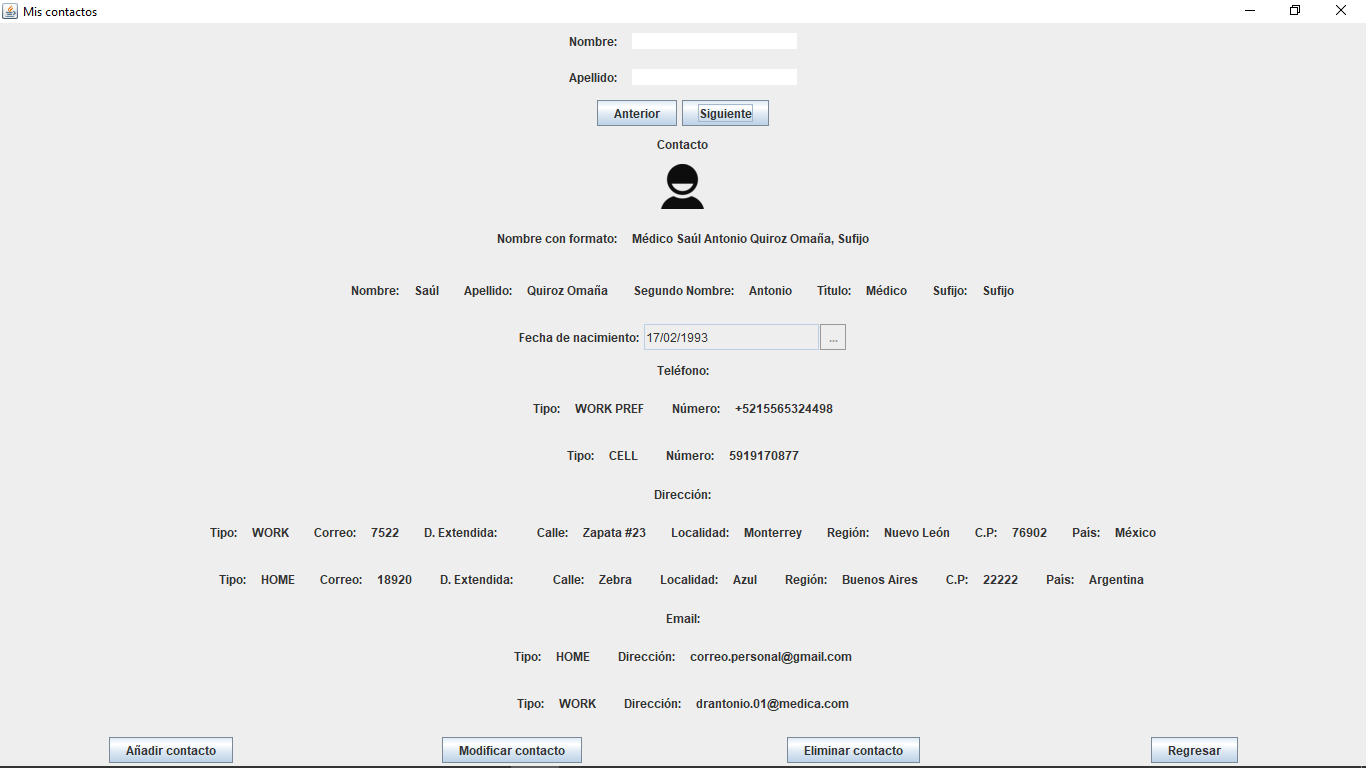 Mis contactos
Nombre:
Apellido:
Anterior Siguiente
Contacto
Nombre con formato: Médico Saúl Antonio Quiroz Omaña, Sufijo
Nombre: Saúl Apellido: Quiroz Omaña Segundo Nombre: Antonio Título: Médico Sufijo: Sufijo
Fecha de nacimiento: 17/02/1993 ...
Teléfono:
Tipo: WORK PREF Número: +5215565324498
Tipo: CELL Número: 5919170877
Dirección:
Tipo: WORK Correo: 7522 D. Extendida: Calle: Zapata #23 Localidad: Monterrey Región: Nuevo León C.P: 76902 País: México
Tipo: HOME Correo: 18920 D. Extendida: Calle: Zebra Localidad: Azul Región: Buenos Aires C.P: 22222 País: Argentina
Email:
Tipo: HOME Dirección: correo.personal@gmail.com
Tipo: WORK Dirección: drantonio.01@medica.com
Añadir contacto Modificar contacto Eliminar contacto Regresar